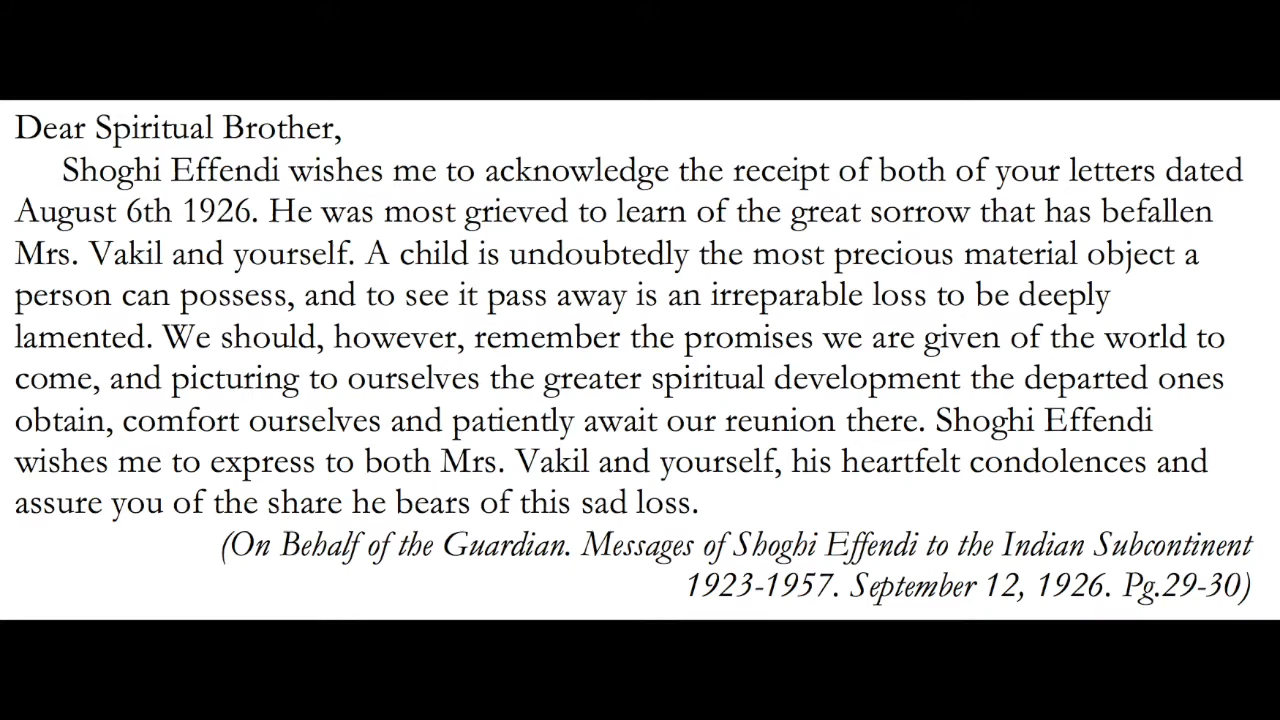 Dear Spiritual Brother,
Shoghi Effendi wishes me to acknowledge the receipt of both of your letters dated
August 6th 1926. He was most grieved to learn of the great sorrow that has befallen
Mrs. Vakil and yourself. A child is undoubtedly the most precious material object a
person can possess, and to see it pass away is an irreparable loss to be deeply
lamented. We should, however, remember the promises we are given of the world to
come, and picturing to ourselves the greater spiritual development the departed ones
obtain, comfort ourselves and patiently await our reunion there. Shoghi Effendi
wishes me to express to both Mrs. Vakil and yourself, his heartfelt condolences and
assure you of the share he bears of this sad loss.
(On Behalf of the Guardian. Messages of Shoghi Effendi to the Indian Subcontinent
1923-1957. September 12, 1926. Pg.29-30)